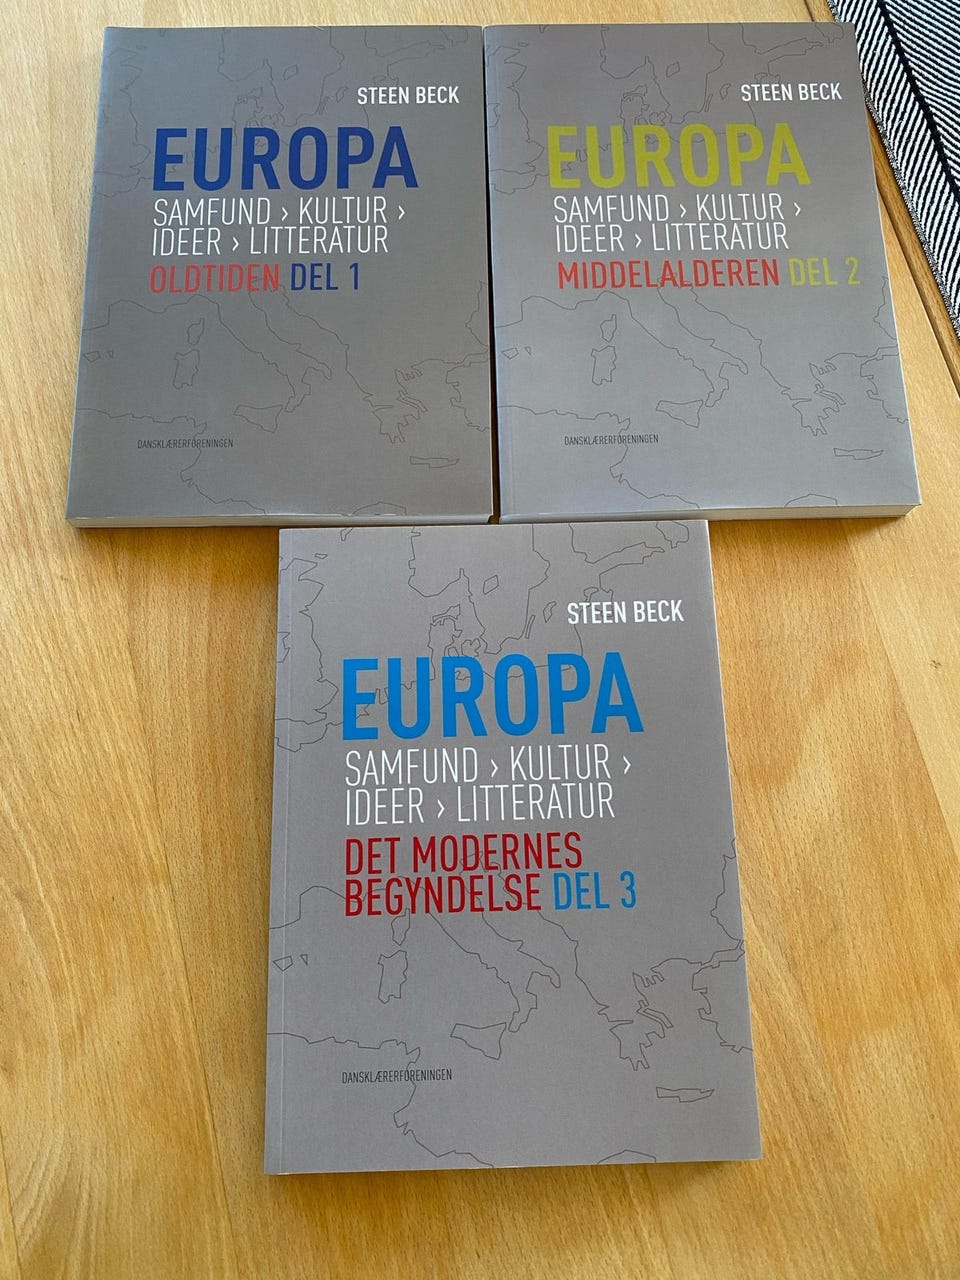 STEEN BECK
EUROPA
SAMFUND › KULTUR ›
IDEER › LITTERATUR
OLDTIDEN DEL 1
DANSKLÆRERFORENINGEN
STEEN BECK
EUROPA
SAMFUND › KULTUR ›
IDEER › LITTERATUR
MIDDELALDEREN DEL 2
DANSKLÆRERFORENINGEN
STEEN BECK
EUROPA
SAMFUND › KULTUR ›
IDEER › LITTERATUR
DET MODERNES
BEGYNDELSE DEL 3
DANSKLÆRERFORENINGEN